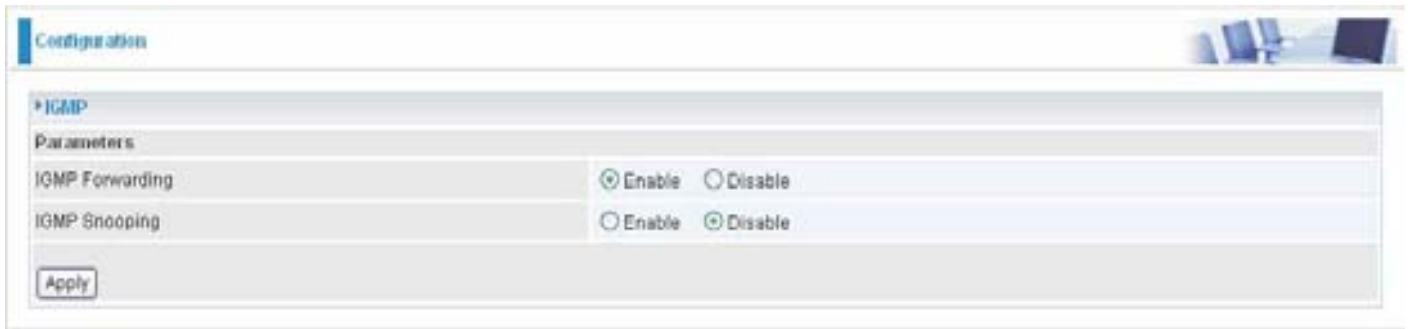 Configuration
IGMP
Parameters
IGMP Forwarding Enable Disable
IGMP Snooping Enable Disable
Apply